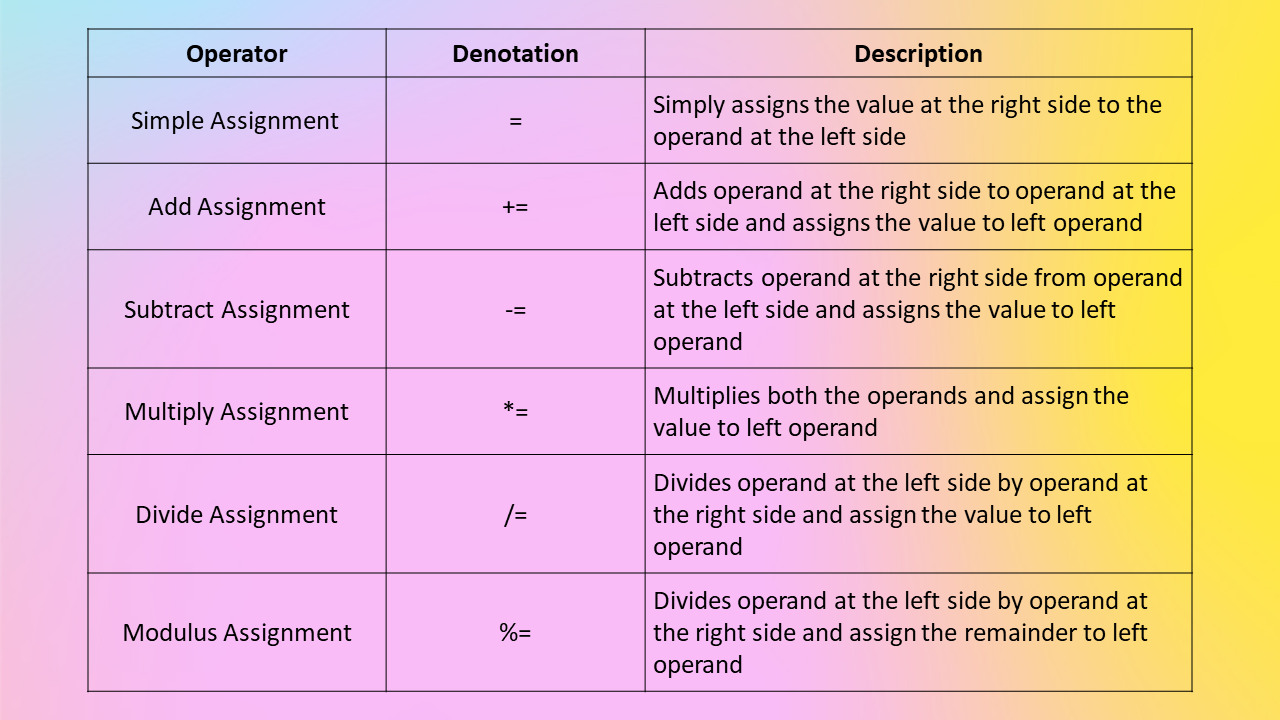 Operator Denotation Description
Simple Assignment = Simply assigns the value at the right side to the
operand at the left side
Add Assignment += Adds operand at the right side to operand at the
left side and assigns the value to left operand
Subtract Assignment -= Subtracts operand at the right side from operand
at the left side and assigns the value to left
operand
Multiply Assignment *= Multiplies both the operands and assign the
value to left operand
Divide Assignment /= Divides operand at the left side by operand at
the right side and assign the value to left
operand
Modulus Assignment %= Divides operand at the left side by operand at
the right side and assign the remainder to left
operand